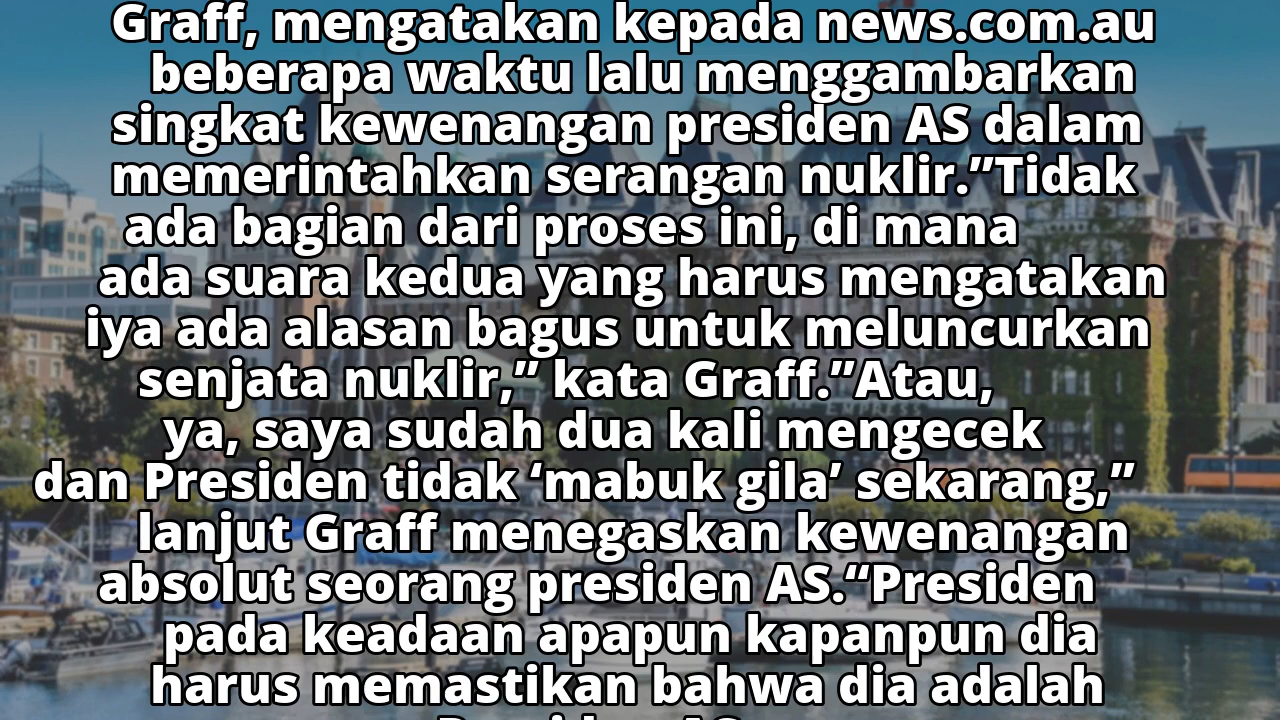 Graff, mengatakan kepada news.com.au
beberapa waktu lalu menggambarkan
singkat kewenangan presiden AS dalam
memerintahkan serangan nuklir.”Tidak
ada bagian dari proses ini, di mana
ada suara kedua yang harus mengatakan
iya ada alasan bagus untuk meluncurkan
senjata nuklir,” kata Graff.”Atau,
ya, saya sudah dua kali mengecek
dan Presiden tidak ‘mabuk gila’ sekarang,”
lanjut Graff menegaskan kewenangan
absolut seorang presiden AS.“Presiden
pada keadaan apapun kapanpun dia
harus memastikan bahwa dia adalah